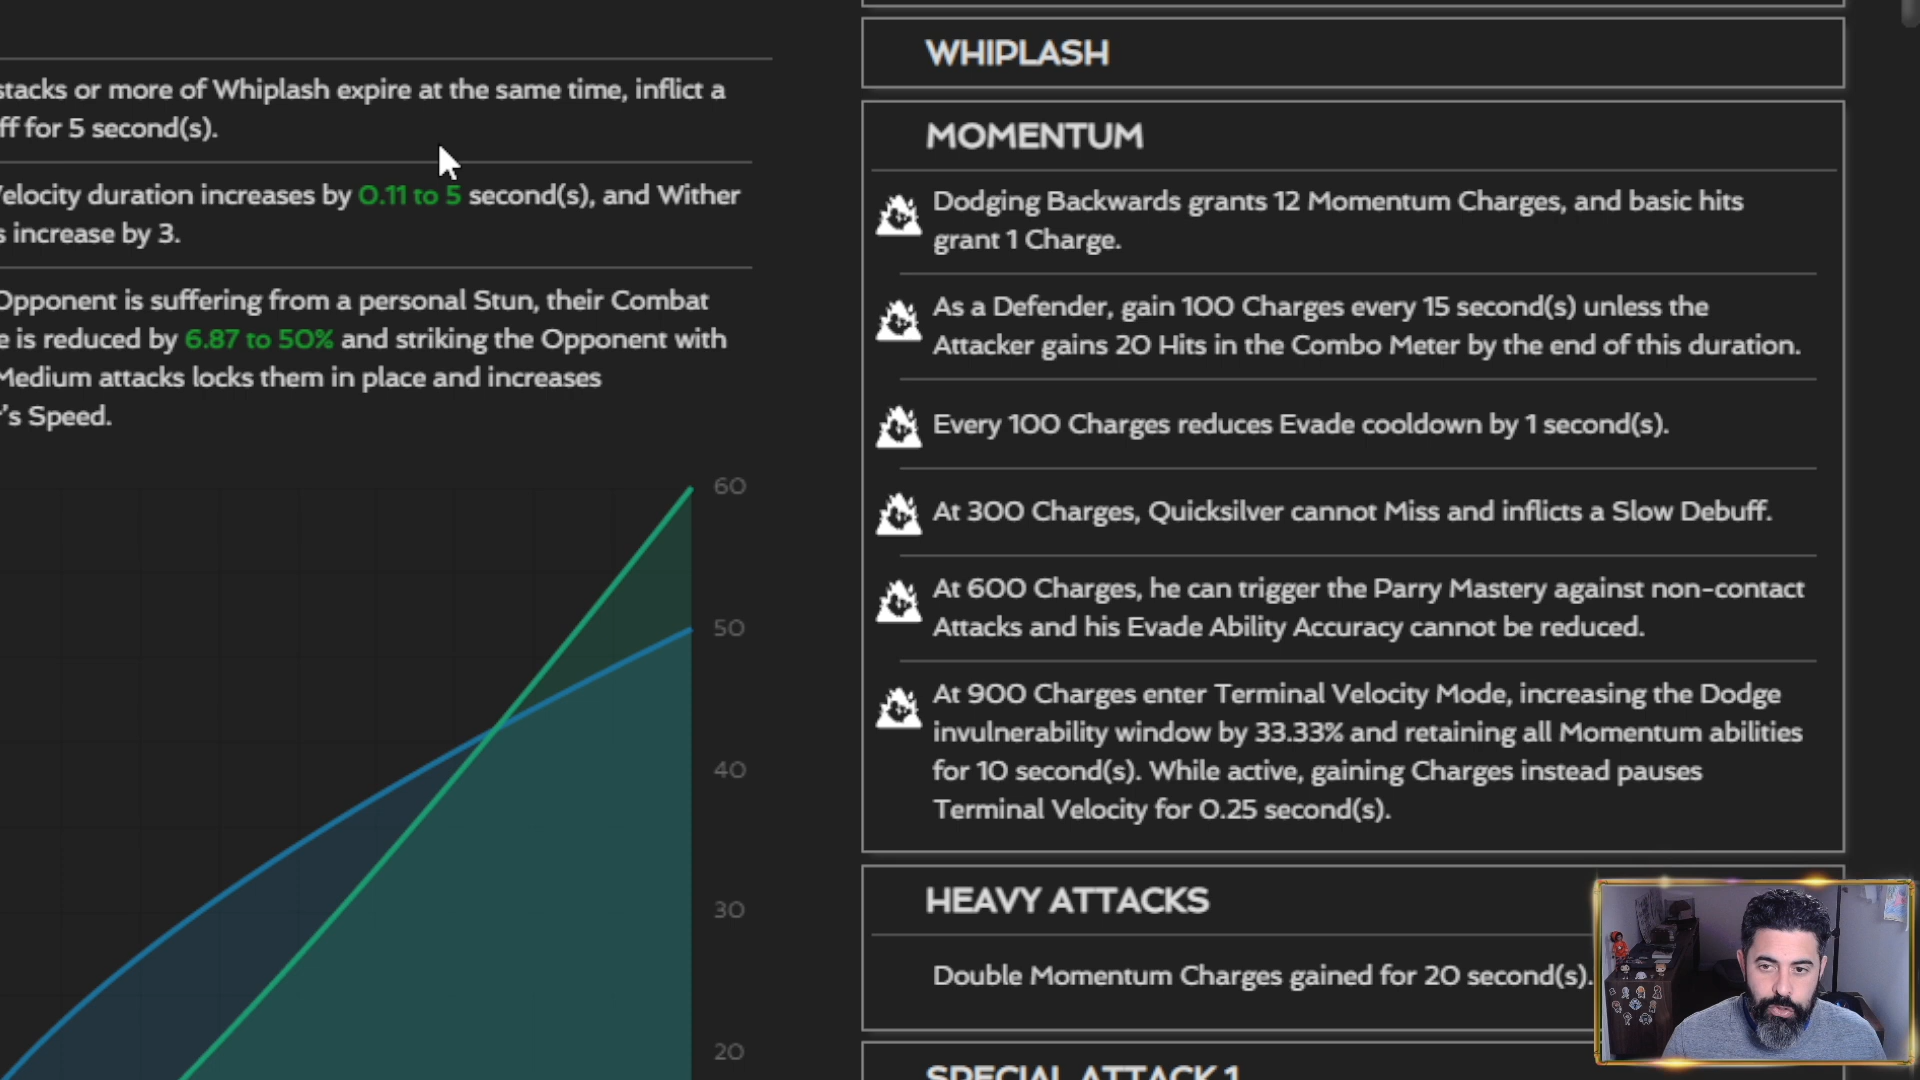 stacks or more of Whiplash expire at the same time, inflict a
ff for 5 second(s).
Velocity duration increases by 0.11 to 5 second(s), and Wither
s increase by 3.
Opponent is suffering from a personal Stun, their Combat
e is reduced by 6.87 to 50% and striking the Opponent with
Medium attacks locks them in place and increases
r's Speed.
60
50
40
30
20
WHIPLASH
MOMENTUM
Dodging Backwards grants 12 Momentum Charges, and basic hits
grant 1 Charge.
As a Defender, gain 100 Charges every 15 second(s) unless the
Attacker gains 20 Hits in the Combo Meter by the end of this duration.
Every 100 Charges reduces Evade cooldown by 1 second(s).
At 300 Charges, Quicksilver cannot Miss and inflicts a Slow Debuff.
At 600 Charges, he can trigger the Parry Mastery against non-contact
Attacks and his Evade Ability Accuracy cannot be reduced.
At 900 Charges enter Terminal Velocity Mode, increasing the Dodge
invulnerability window by 33.33% and retaining all Momentum abilities
for 10 second(s). While active, gaining Charges instead pauses
Terminal Velocity for 0.25 second(s).
HEAVY ATTACKS
Double Momentum Charges gained for 20 second(s).
SPECIAL ATTACK 1